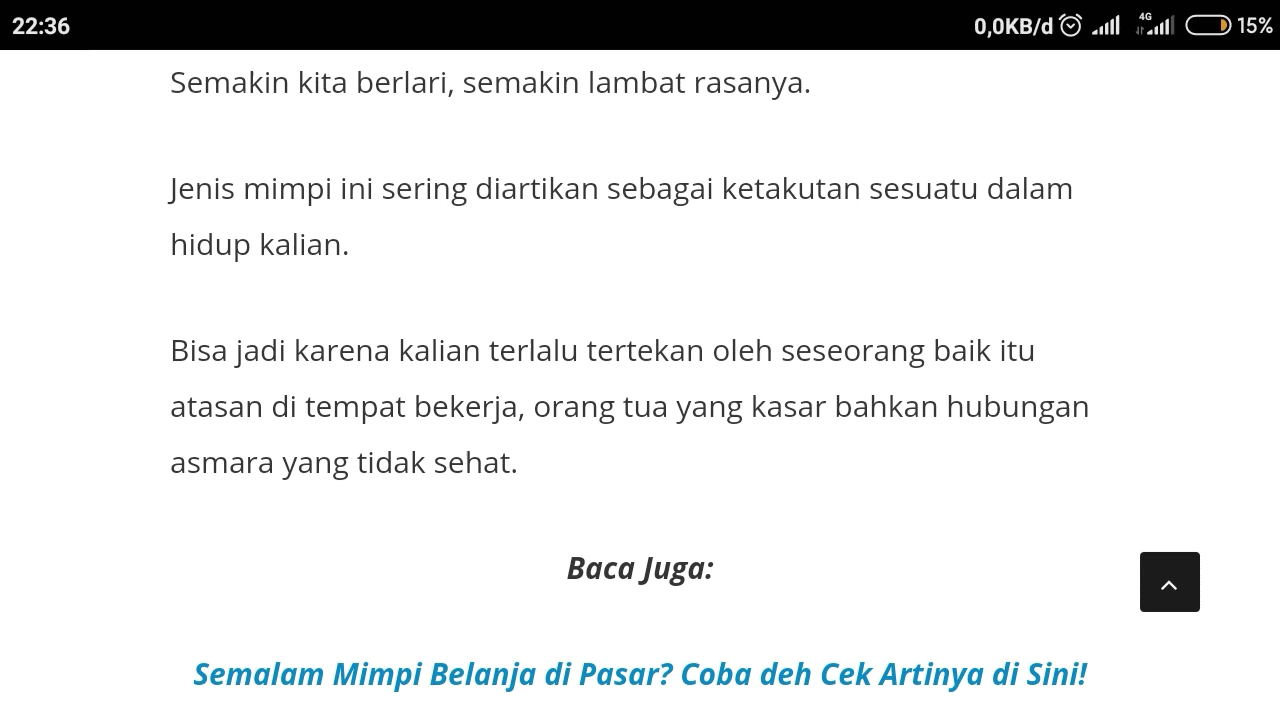 22:36 0,0KB/d 4G 15%
Semakin kita berlari, semakin lambat rasanya.
Jenis mimpi ini sering diartikan sebagai ketakutan sesuatu dalam
hidup kalian.
Bisa jadi karena kalian terlalu tertekan oleh seseorang baik itu
atasan di tempat bekerja, orang tua yang kasar bahkan hubungan
asmara yang tidak sehat.
Baca Juga:
Semalam Mimpi Belanja di Pasar? Coba deh Cek Artinya di Sini!